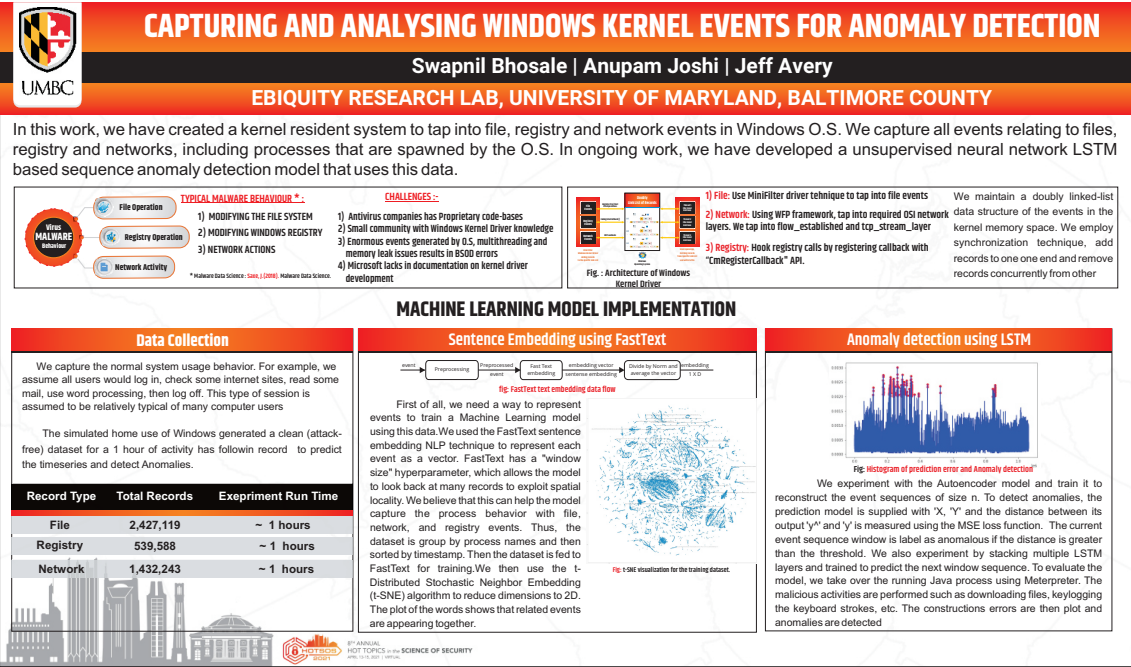 UMBC
CAPTURING AND ANALYSING WINDOWS KERNEL EVENTS FOR ANOMALY DETECTION
Swapnil Bhosale | Anupam Joshi | Jeff Avery
EBIQUITY RESEARCH LAB, UNIVERSITY OF MARYLAND, BALTIMORE COUNTY
In this work, we have created a kernel resident system to tap into file, registry and network events in Windows O.S. We capture all events relating to files,
registry and networks, including processes that are spawned by the O.S. In ongoing work, we have developed a unsupervised neural network LSTM
based sequence anomaly detection model that uses this data.
Virus
MALWARE
Behaviour
File Operation
Registry Operation
Network Activity
TYPICAL MALWARE BEHAVIOUR * :
1) MODIFYING THE FILE SYSTEM
2) MODIFYING WINDOWS REGISTRY
3) NETWORK ACTIONS
* Malware Data Science : Saxe, J. (2018). Malware Data Science.
CHALLENGES :-
1) Antivirus companies has Proprietary code-bases
2) Small community with Windows Kernel Driver knowledge
3) Enormous events generated by O.S, multithreading and
memory leak issues results in BSOD errors
4) Microsoft lacks in documentation on kernel driver
development
Fig. : Architecture of Windows
Kernel Driver
1) File: Use MiniFilter driver tehnique to tap into file events
2) Network: Using WFP framework, tap into required OSI network
layers. We tap into flow_established and tcp_stream_layer
3) Registry: Hook registry calls by registering callback with
"CmRegisterCallback" API.
We maintain a doubly linked-list
data structure of the events in the
kernel memory space. We employ
synchronization technique, add
records to one one end and remove
records concurrently from other
MACHINE LEARNING MODEL IMPLEMENTATION
Data Collection
We capture the normal system usage behavior. For example, we
assume all users would log in, check some internet sites, read some
mail, use word processing, then log off. This type of session is
assumed to be relatively typical of many computer users
The simulated home use of Windows generated a clean (attack-
free) dataset for a 1 hour of activity has followin record to predict
the timeseries and detect Anomalies.
Record Type Total Records Exepriment Run Time
File 2,427,119 ~ 1 hours
Registry 539,588 ~ 1 hours
Network 1,432,243 ~ 1 hours
Sentence Embedding using FastText
event
Preprocessing
Preprocessed
event
Fast Text
embedding
embedding vector
sentence embedding
Divide by Norm and
average the vector
embedding
1 X D
fig: FastText text embedding data flow
First of all, we need a way to represent
events to train a Machine Learning model
using this data.We used the FastText sentence
embedding NLP technique to represent each
event as a vector. FastText has a "window
size" hyperparameter, which allows the model
to look back at many records to exploit spatial
locality. We believe that this can help the model
capture the process behavior with file,
network, and registry events. Thus, the
dataset is group by process names and then
sorted by timestamp. Then the dataset is fed to
FastText for training.We then use the t-
Distributed Stochastic Neighbor Embedding
(t-SNE) algorithm to reduce dimensions to 2D.
The plot of the words shows that related events
are appearing together.
Fig: t-SNE visualization for the training dataset.
Anomaly detection using LSTM
Fig: Histogram of prediction error and Anomaly detection
We experiment with the Autoencoder model and train it to
reconstruct the event sequences of size n. To detect anomalies, the
prediction model is supplied with 'X, 'Y' and the distance between its
output 'y^' and 'y' is measured using the MSE loss function. The current
event sequence window is label as anomalous if the distance is greater
than the threshold. We also experiment by stacking multiple LSTM
layers and trained to predict the next window sequence. To evaluate the
model, we take over the running Java process using Meterpreter. The
malicious activities are performed such as downloading files, keylogging
the keyboard strokes, etc. The constructions errors are then plot and
anomalies are detected
HOTSOS
2021
8TH ANNUAL
HOT TOPICS in the SCIENCE OF SECURITY
APRIL 13-15, 2021 | VIRTUAL